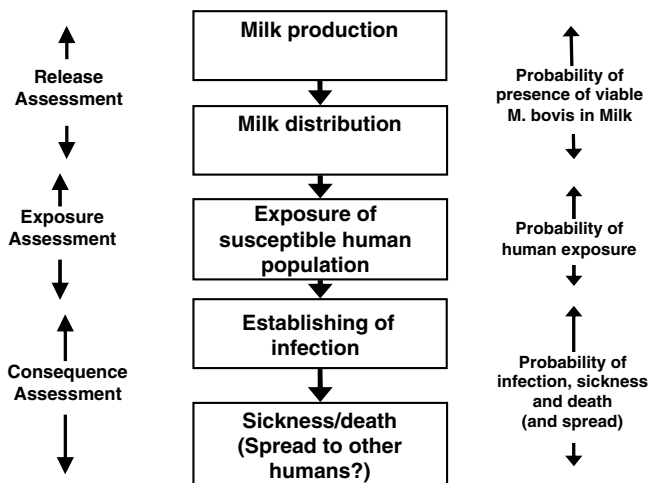 Milk production
Release
Assessment
Probability of
presence of viable
M. bovis in Milk
Milk distribution
Exposure
Assessment
Exposure of
susceptible human
population
Probability of
human exposure
Establishing of
infection
Consequence
Assessment
Probability of
infection, sickness
and death
(and spread)
Sickness/death
(Spread to other
humans?)